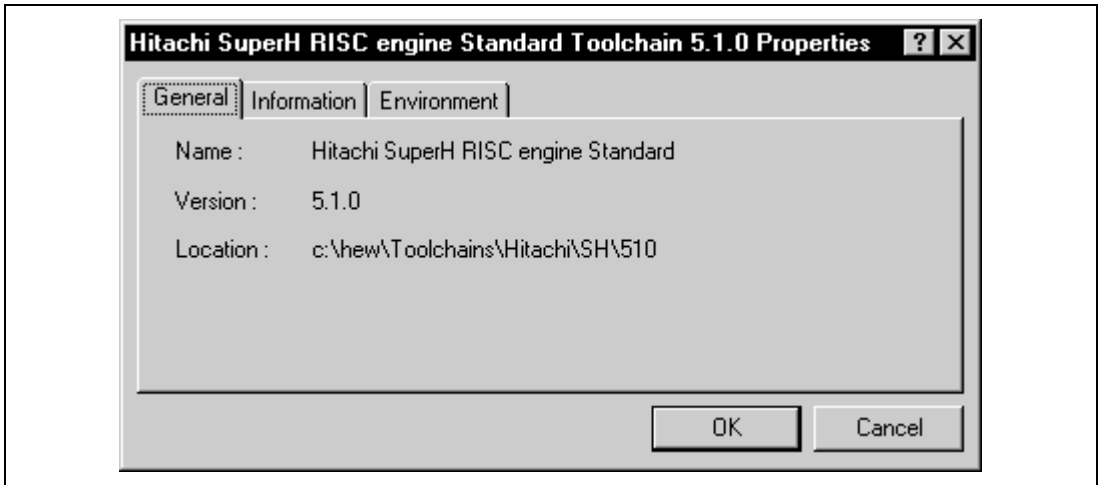 Hitachi SuperH RISC engine Standard Toolchain 5.1.0 Properties
General Information Environment
Name : Hitachi SuperH RISC engine Standard
Version : 5.1.0
Location : c:\hew\Toolchains\Hitachi\SH\510
OK Cancel